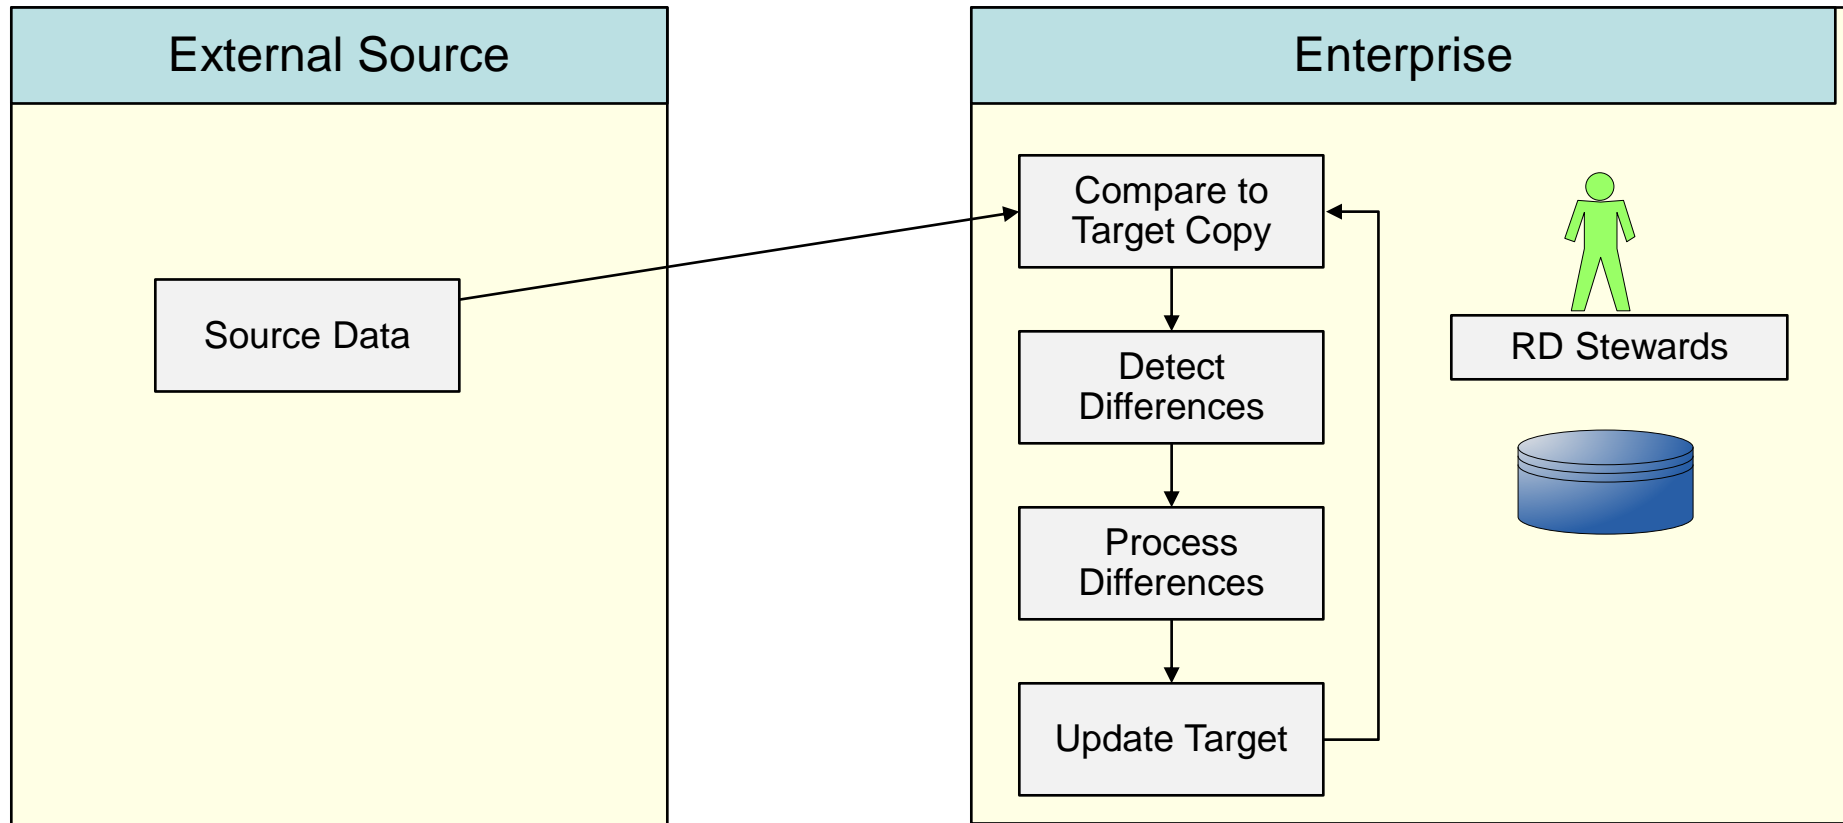 External Source
Enterprise
Source Data
Compare to
Target Copy
Detect
Differences
Process
Differences
Update Target
RD Stewards